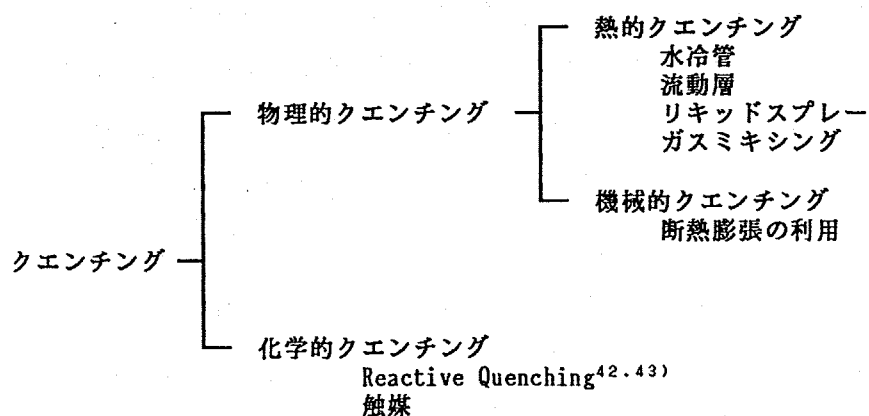 熱的クエンチング
水冷管
流動層
リキッドスプレー
ガスミキシング
物理的クエンチング
機械的クエンチング
断熱膨張の利用
クエンチング
化学的クエンチング
Reactive Quenching42.43)
触媒